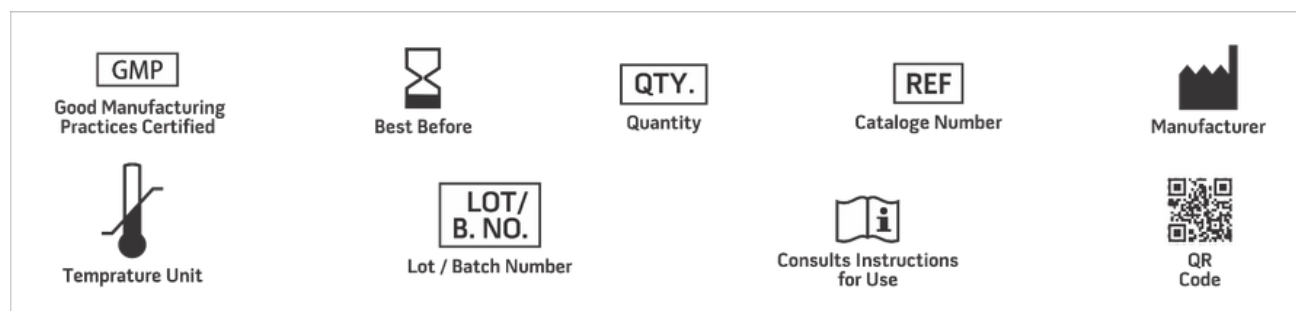 GMP
Good Manufacturing
Practices Certified
Best Before
QTY.
Quantity
REF
Cataloge Number
Manufacturer
Temprature Unit
LOT/
B. NO.
Lot / Batch Number
i
Consults Instructions
for Use
QR
Code